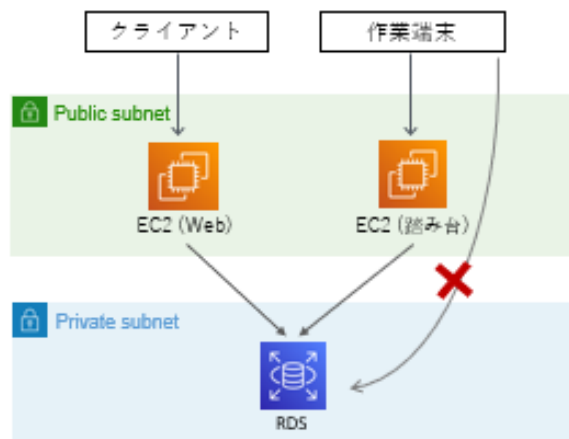 クライアント
作業端末
Public subnet
EC2 (Web)
EC2 (踏み台)
Private subnet
RDS